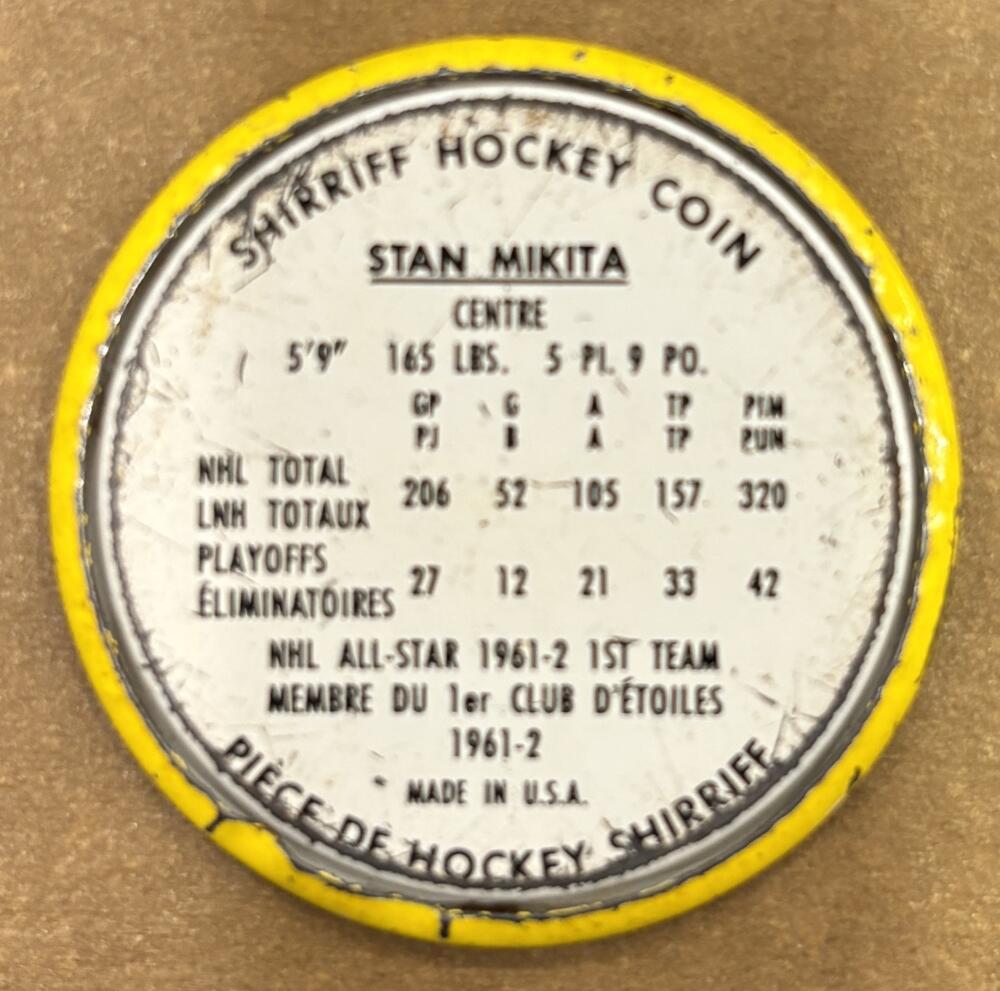 SHIRRIFF HOCKEY COIN
STAN MIKITA
CENTRE
5'9" 165 LBS. 5 PI. 9 PO.
GP G A TP PIM
PJ B A TP PUN
NHL TOTAL
LNH TOTAUX 206 52 105 157 320
PLAYOFFS
ÉLIMINATOIRES 27 12 21 33 42
NHL ALL-STAR 1961-2 1ST TEAM
MEMBRE DU 1er CLUB D'ÉTOILES
1961-2
MADE IN U.S.A.
PIÈCE DE HOCKEY SHIRRIFF